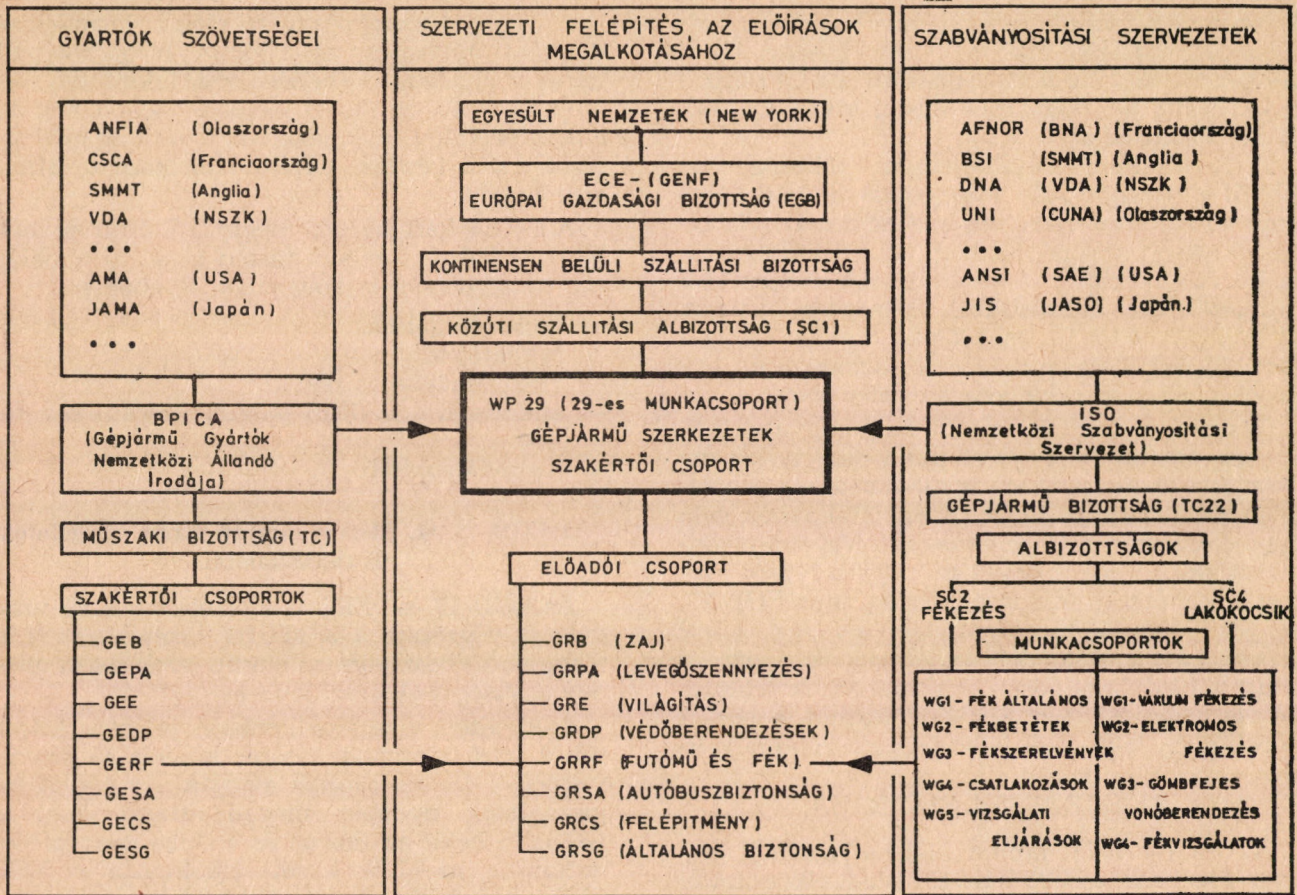 GYÁRTÓK SZÖVETSÉGEI
ANFIA (Olaszország)
CSCA (Franciaország)
SMMT (Anglia)
VDA (NSZK)
...
AMA (USA)
JAMA (Japán)
...
BPICA
(Gépjármű Gyártók
Nemzetközi Állandó
Irodája)
MŰSZAKI BIZOTTSÁG (TC)
SZAKÉRTŐI CSOPORTOK
GEB
GEPA
GEE
GEDP
GERF
GESA
GECS
GESG
SZERVEZETI FELÉPÍTÉS, AZ ELŐÍRÁSOK
MEGALKOTÁSÁHOZ
EGYESÜLT NEMZETEK (NEW YORK)
ECE-(GENF)
EURÓPAI GAZDASÁGI BIZOTTSÁG (EGB)
KONTINENSEN BELÜLI SZÁLLITÁSI BIZOTTSÁG
KÖZÚTI SZÁLLITÁSI ALBIZOTTSÁG (SC1)
WP 29 (29-es MUNKACSOPORT)
GÉPJÁRMŰ SZERKEZETEK
SZAKÉRTŐI CSOPORT
ELŐADÓI CSOPORT
GRB (ZAJ)
GRPA (LEVEGŐSZENNYEZÉS)
GRE (VILÁGÍTÁS)
GRDP (VÉDŐBERENDEZÉSEK)
GRRF (FUTÓMŰ ÉS FÉK)
GRSA (AUTÓBUSZBIZTONSÁG)
GRCS (FELÉPITMÉNY)
GRSG (ÁLTALÁNOS BIZTONSÁG)
SZABVÁNYOSÍTÁSI SZERVEZETEK
AFNOR (BNA) (Franciaország)
BSI (SMMT) (Anglia)
DNA (VDA) (NSZK)
UNI (CUNA) (Olaszország)
...
ANSI (SAE) (USA)
JIS (JASO) (Japán.)
...
ISO
(Nemzetközi Szabványositási
Szervezet)
GÉPJÁRMŰ BIZOTTSÁG (TC22)
ALBIZOTTSÁGOK
SC2
FÉKEZÉS
SC4
LAKÓKOCSIK
MUNKACSOPORTOK
WG1 - FÉK ÁLTALÁNOS
WG2 - FÉKBETÉTEK
WG3 - FÉKSZERELVÉNYEK
WG4 - CSATLAKOZÁSOK
WG5 - VIZSGÁLATI
ELJÁRÁSOK
WG1- VÁKUUM FÉKEZÉS
WG2- ELEKTROMOS
FÉKEZÉS
WG3- GÖMBFEJES
VONÓBERENDEZÉS
WG4- FÉKVIZSGÁLATOK